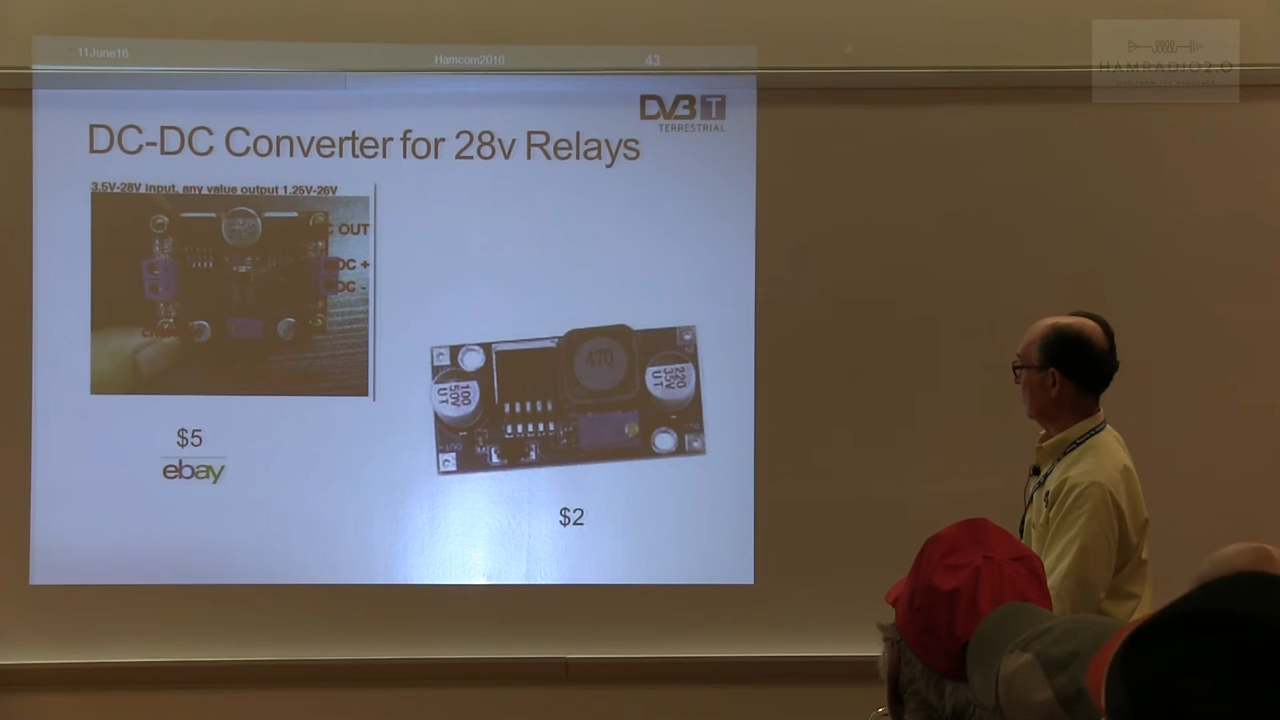 11June16
Hamcom2016
43
HAMRADIO2.O
DVB T
TERRESTRIAL
DC-DC Converter for 28v Relays
3.5V-28V input, any value output 1.25V-26V
C OUT
DC +
DC -
470
100
50V
UT
220
35V
UT
$5
ebay
$2